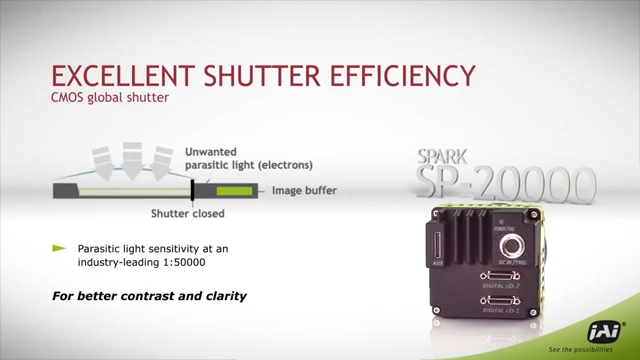 EXCELLENT SHUTTER EFFICIENCY
CMOS global shutter
Unwanted
parasitic light (electrons)
Image buffer
Shutter closed
SPARK
SP-20000
Parasitic light sensitivity at an
industry-leading 1:50000
For better contrast and clarity
POWER/TRIG
AUX
DC IN/TRIG
DIGITAL I/O-2
DIGITAL I/O-1
JAI
See the possibilities